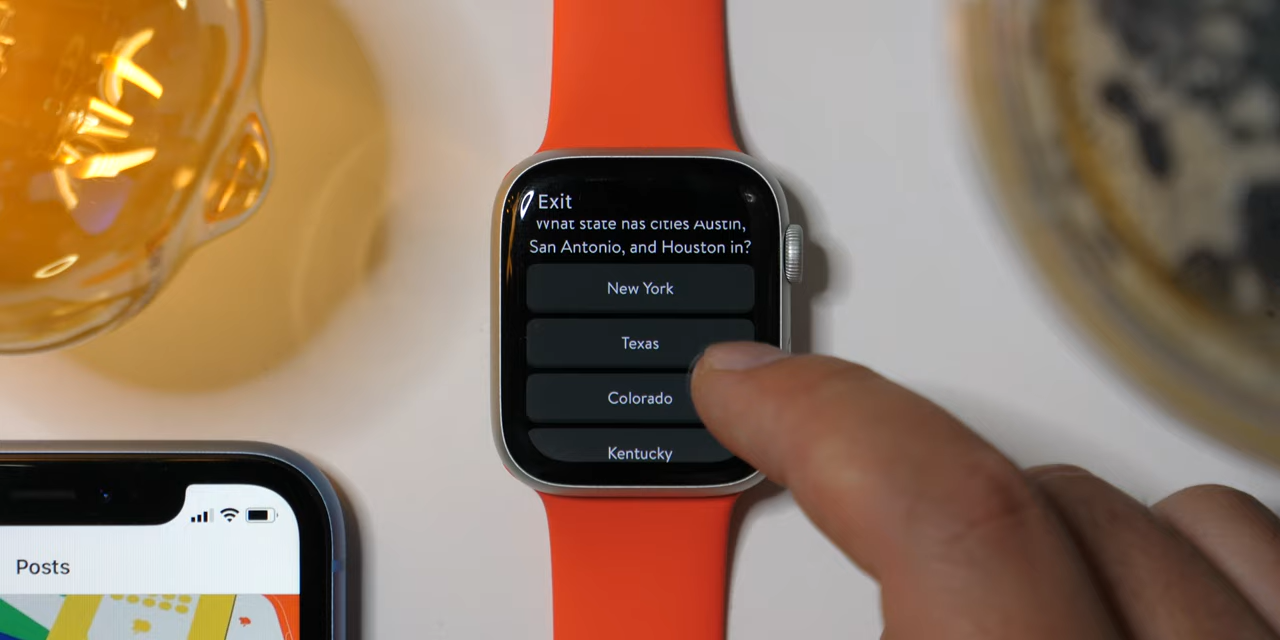 Exit
What state has cities Austin,
San Antonio, and Houston in?
New York
Texas
Colorado
Kentucky
Posts